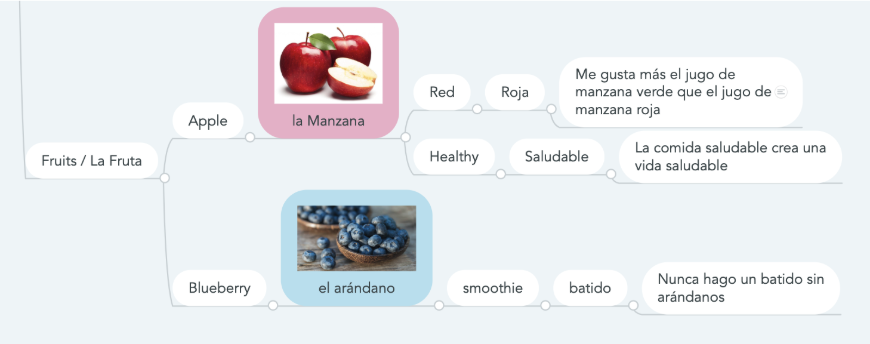 Fruits / La Fruta
Apple
la Manzana
Red
Roja
Me gusta más el jugo de
manzana verde que el jugo de
manzana roja
Healthy
Saludable
La comida saludable crea una
vida saludable
Blueberry
el arándano
smoothie
batido
Nunca hago un batido sin
arándanos